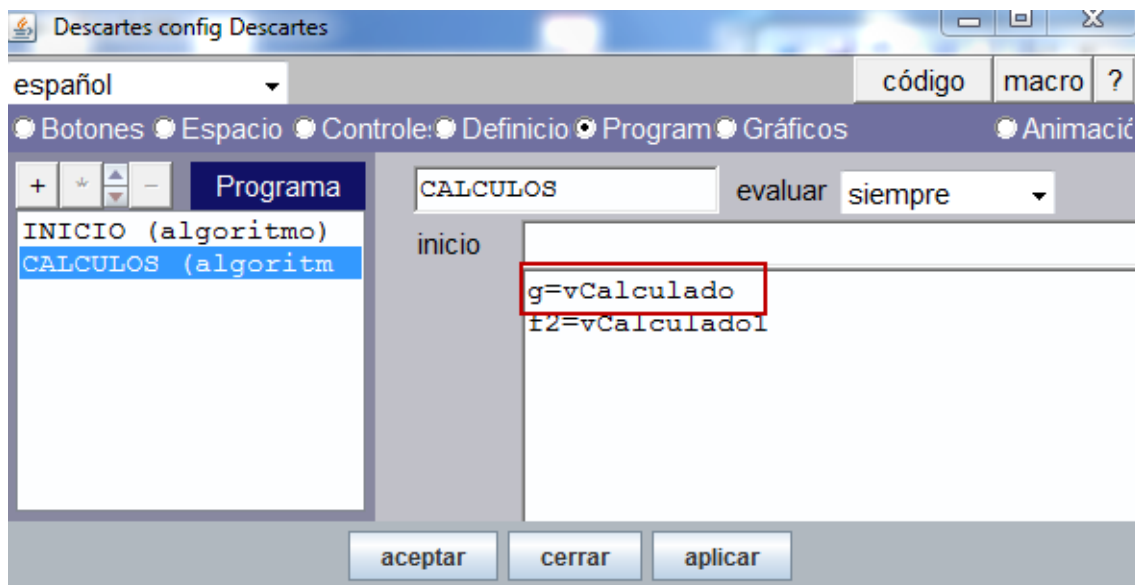 Descartes config Descartes
español código macro ?
Botones Espacio Controle: Definicio Program Gráficos Animació
+ * - Programa CALCULOS evaluar siempre
INICIO (algoritmo)
CALCULOS (algoritm
inicio
g=vCalculado
f2=vCalculado1
aceptar cerrar aplicar